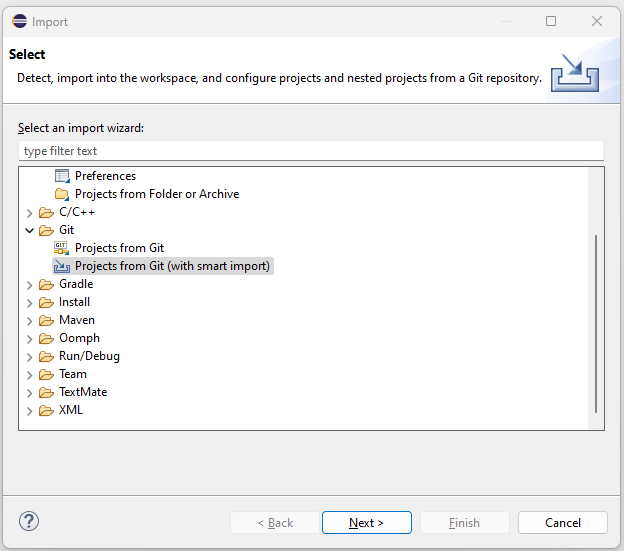 Import
Select
Detect, import into the workspace, and configure projects and nested projects from a Git repository.
Select an import wizard:
type filter text
Preferences
Projects from Folder or Archive
C/C++
Git
GIT Projects from Git
Projects from Git (with smart import)
Gradle
Install
Maven
Oomph
Run/Debug
Team
TextMate
XML
? < Back Next > Finish Cancel